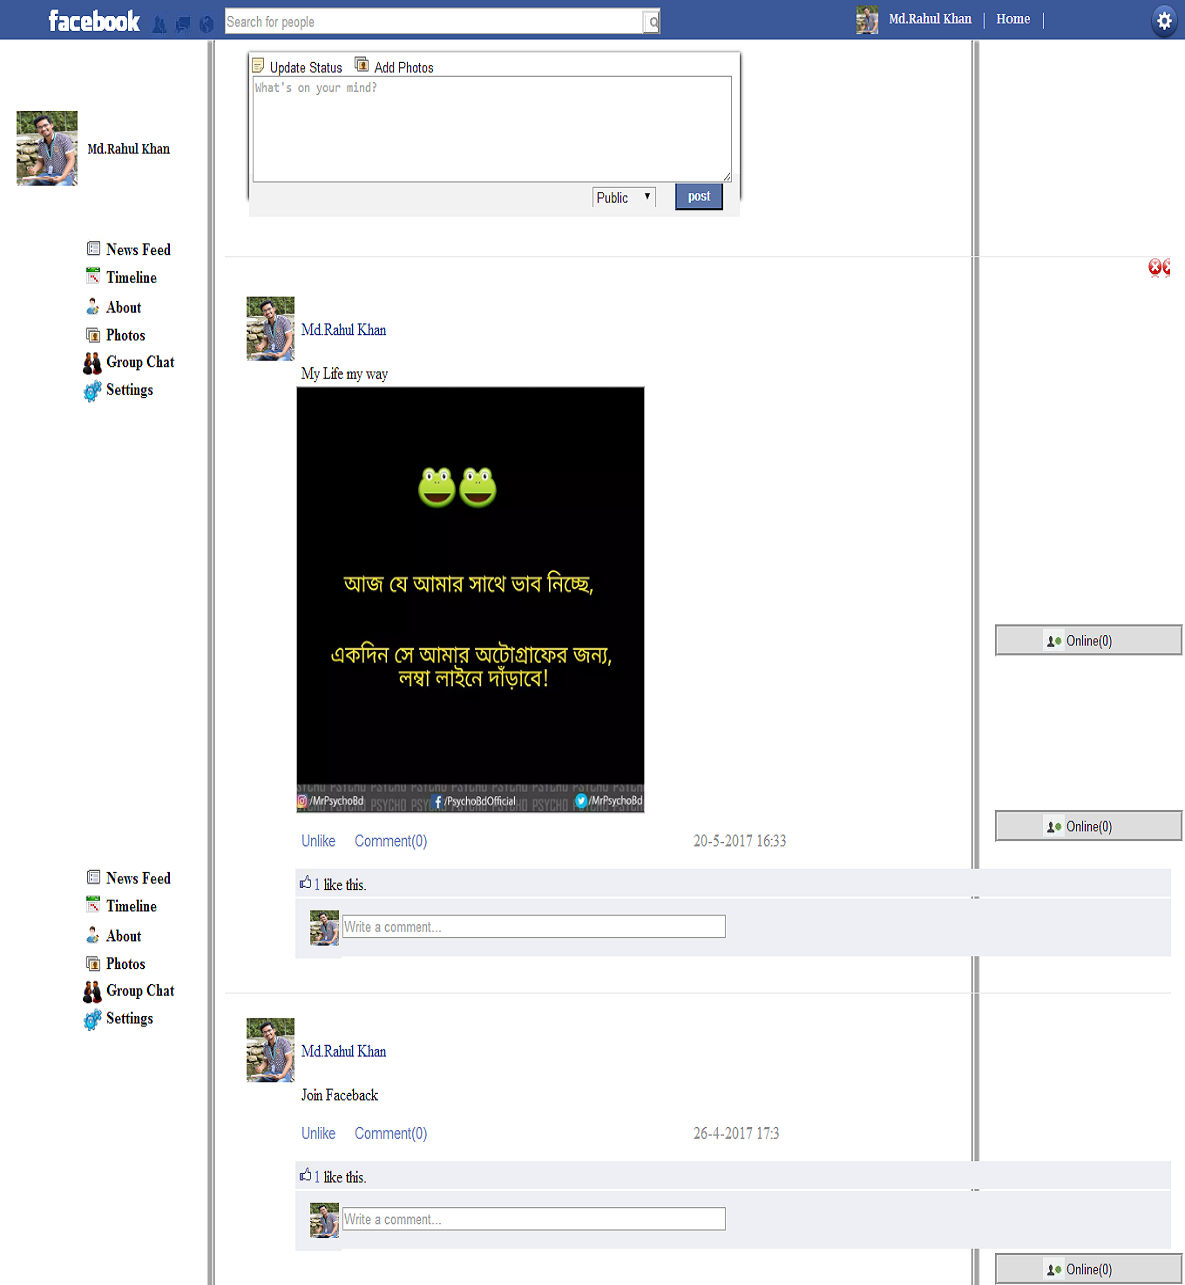 facebook
Search for people
Md.Rahul Khan
Home
Update Status
Add Photos
What's on your mind?
Public
post
Md.Rahul Khan
News Feed
Timeline
About
Photos
Group Chat
Settings
Md.Rahul Khan
My Life my way
আজ যে আমার সাথে ভাব নিচ্ছে,
একদিন সে আমার অটোগ্রাফের জন্য,
লম্বা লাইনে দাঁড়াবে!
PSYCHO PSYCHO PSYCHO PSYCHO
/MrPsychoBd
/PsychoBdOfficial
/MrPsychoBd
Online(0)
Online(0)
Unlike
Comment(0)
20-5-2017 16:33
1 like this.
Write a comment...
News Feed
Timeline
About
Photos
Group Chat
Settings
Md.Rahul Khan
Join Faceback
Unlike
Comment(0)
26-4-2017 17:3
1 like this.
Write a comment...
Online(0)